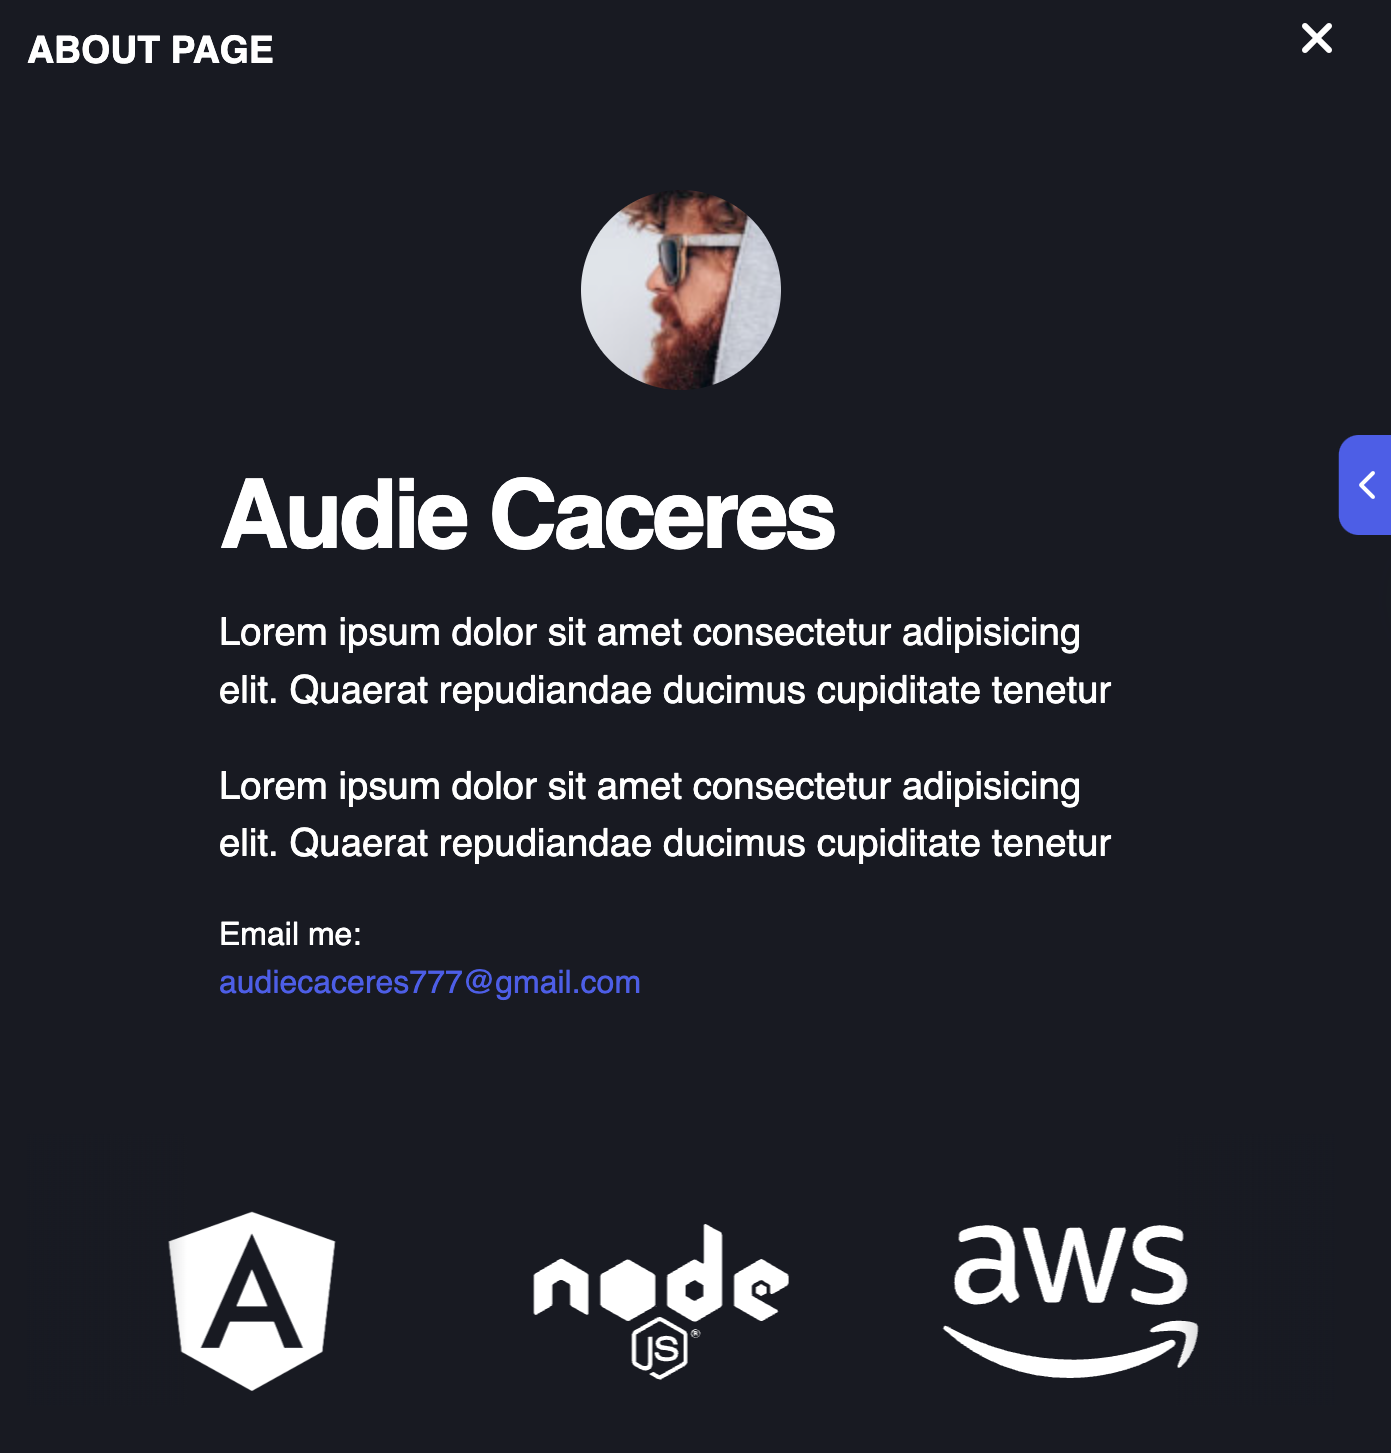 ABOUT PAGE
Audie Caceres
Lorem ipsum dolor sit amet consectetur adipisicing
elit. Quaerat repudiandae ducimus cupiditate tenetur
Lorem ipsum dolor sit amet consectetur adipisicing
elit. Quaerat repudiandae ducimus cupiditate tenetur
Email me:
audiecaceres777@gmail.com
A
node
JS®
aws